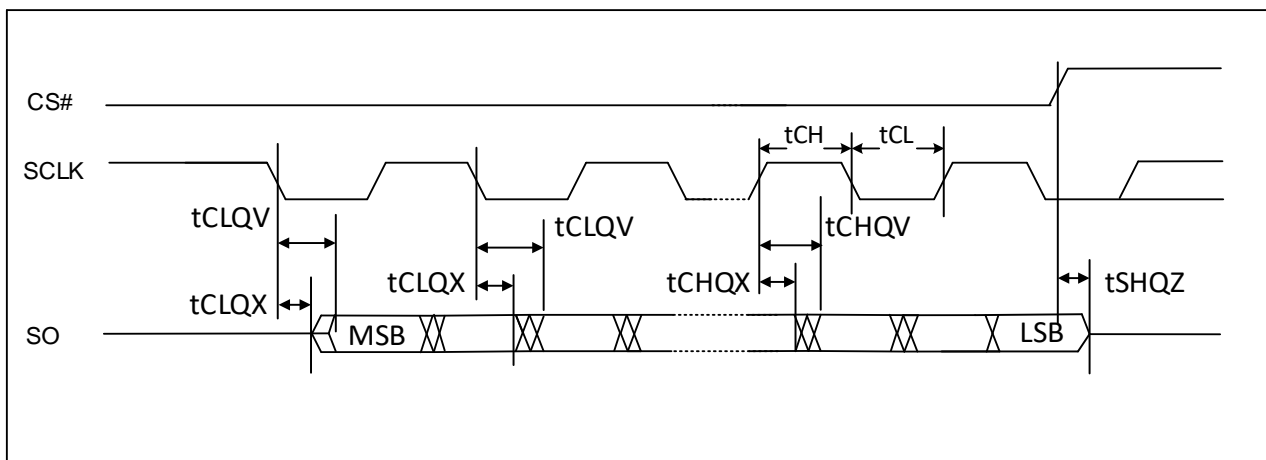 CS#
tCH
tCL
SCLK
tCLQV
tCLQV
tCHQV
tCLQX
tCLQX
tCHQX
tSHQZ
SO
MSB
LSB